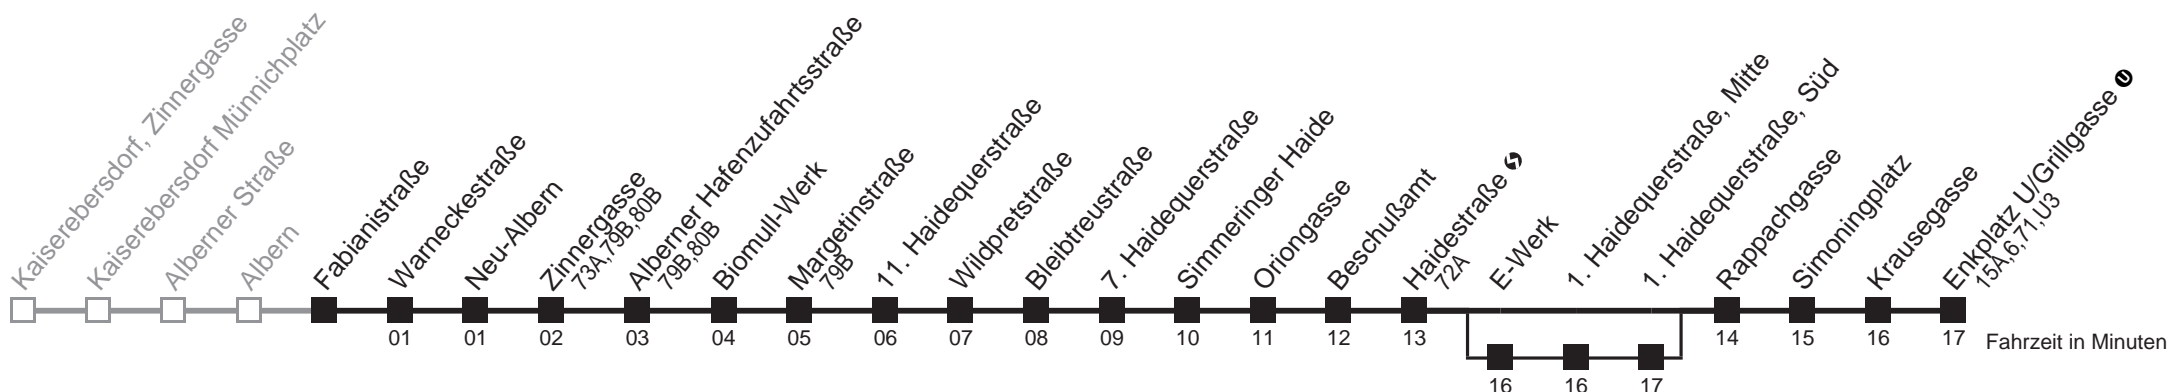 Kaiserebersdorf, Zinnergasse
Kaiserebersdorf Münnichplatz
Alberner Straße
Albern
Fabianistraße
Warneckestraße
Neu-Albern
Zinnergasse
73A,79B,80B
Alberner Hafenzufahrtsstraße
79B,80B
Biomull-Werk
Margetinstraße
79B
11. Haidequerstraße
Wildpretstraße
Bleibtreustraße
7. Haidequerstraße
Simmeringer Haide
Oriongasse
Beschußamt
Haidestraße
72A
E-Werk
1. Haidequerstraße, Mitte
1. Haidequerstraße, Süd
Rappachgasse
Simoningplatz
Krausegasse
Enkplatz U/Grillgasse U
15A,6,71,U3
01 01 02 03 04 05 06 07 08 09 10 11 12 13 14 15 16 17 Fahrzeit in Minuten
16 16 17